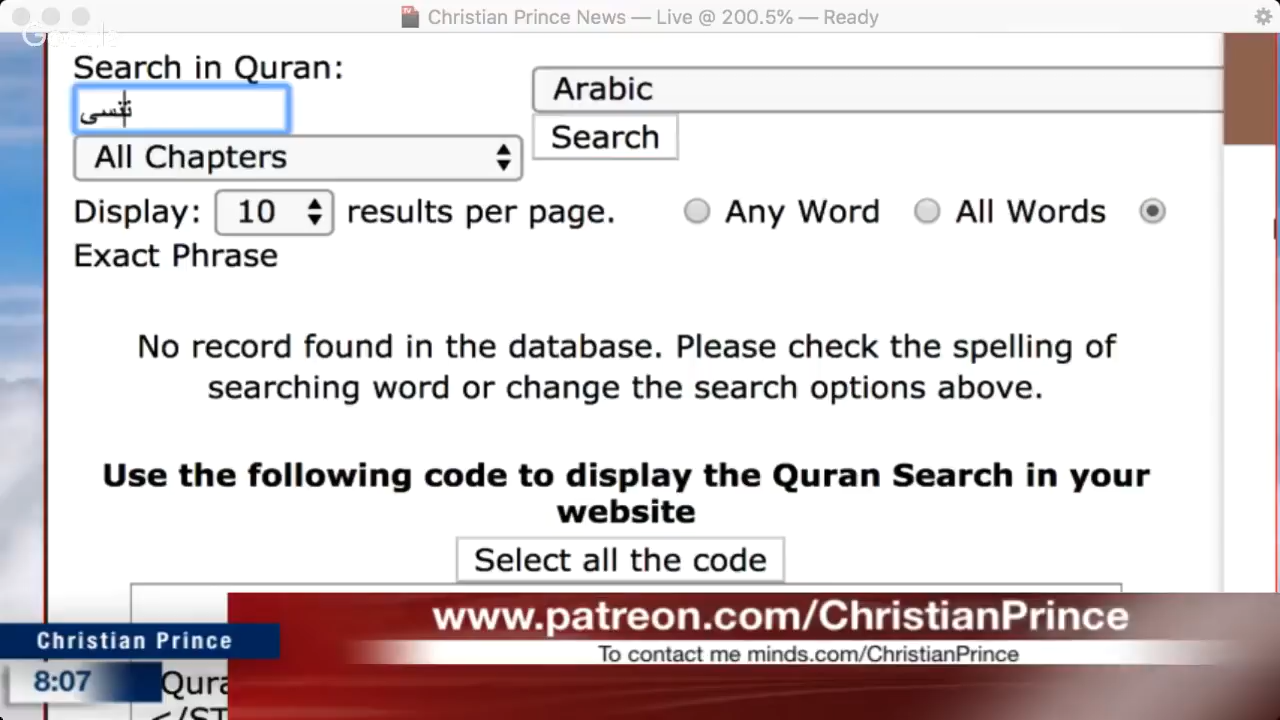 Christian Prince News — Live @ 200.5% — Ready
Google
Search in Quran:
Arabic
Search
All Chapters
Display: 10 results per page. Any Word All Words
Exact Phrase
No record found in the database. Please check the spelling of
searching word or change the search options above.
Use the following code to display the Quran Search in your
website
Select all the code
www.patreon.com/ChristianPrince
To contact me minds.com/ChristianPrince
Christian Prince
8:07